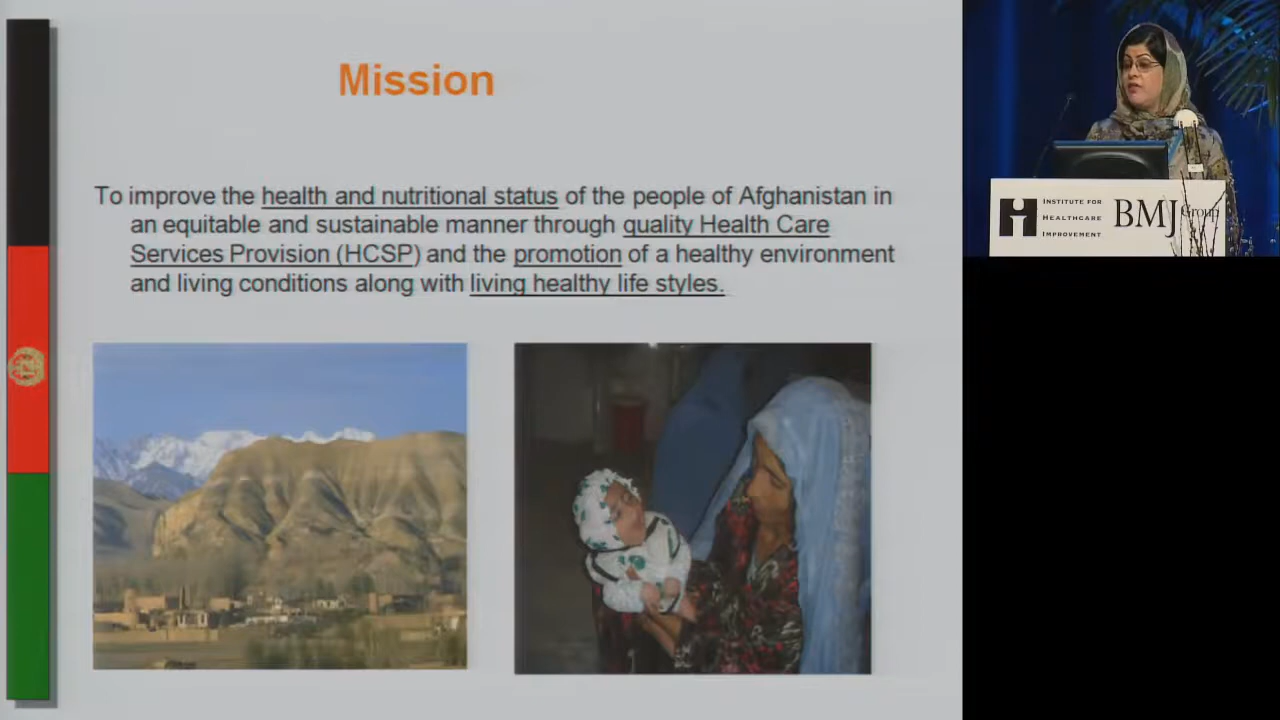 Mission
To improve the health and nutritional status of the people of Afghanistan in
an equitable and sustainable manner through quality Health Care
Services Provision (HCSP) and the promotion of a healthy environment
and living conditions along with living healthy life styles.
INSTITUTE FOR
HEALTHCARE
IMPROVEMENT
BMJ Group